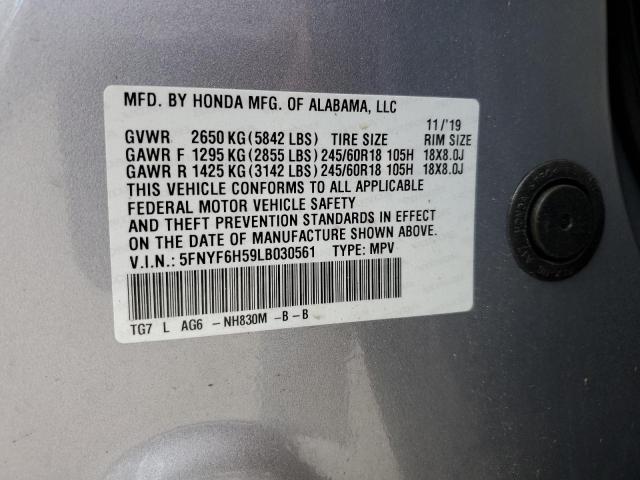 MFD. BY HONDA MFG. OF ALABAMA, LLC
11/'19
GVWR 2650 KG (5842 LBS) TIRE SIZE RIM SIZE
GAWR F 1295 KG (2855 LBS) 245/60R18 105H 18X8.0J
GAWR R 1425 KG (3142 LBS) 245/60R18 105H 18X8.0J
THIS VEHICLE CONFORMS TO ALL APPLICABLE
FEDERAL MOTOR VEHICLE SAFETY
AND THEFT PREVENTION STANDARDS IN EFFECT
ON THE DATE OF MANUFACTURE SHOWN ABOVE.
V.I.N.: 5FNYF6H59LB030561 TYPE: MPV
TG7 L AG6 -NH830M -B-B